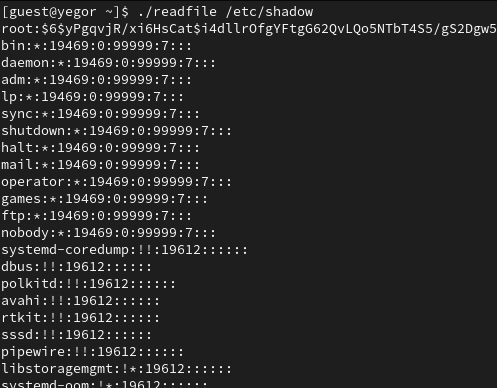 [guest@yegor ~]$ ./readfile /etc/shadow
root:$6$yPgqvjR/xi6HsCat$i4dllrOfgYFtgG62QvLQo5NTbT4S5/gS2Dgw5
bin:*:19469:0:99999:7:::
daemon:*:19469:0:99999:7:::
adm:*:19469:0:99999:7:::
lp:*:19469:0:99999:7:::
sync:*:19469:0:99999:7:::
shutdown:*:19469:0:99999:7:::
halt:*:19469:0:99999:7:::
mail:*:19469:0:99999:7:::
operator:*:19469:0:99999:7:::
games:*:19469:0:99999:7:::
ftp:*:19469:0:99999:7:::
nobody:*:19469:0:99999:7:::
systemd-coredump:!!:19612::::::
dbus:!!:19612::::::
polkitd:!!:19612::::::
avahi:!!:19612::::::
rtkit:!!:19612::::::
sssd:!!:19612::::::
pipewire:!!:19612::::::
libstoragemgmt:!*:19612::::::
systemd-oom:!*:19612::::::